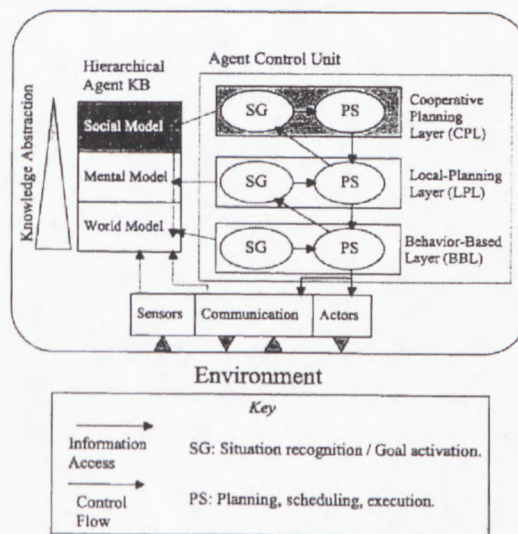 Agent Control Unit
Hierarchical
Agent KB
Knowledge Abstraction
Social Model
Mental Model
World Model
SG
PS
Cooperative
Planning
Layer (CPL)
SG
PS
Local-Planning
Layer (LPL)
SG
PS
Behavior-Based
Layer (BBL)
Sensors
Communication
Actors
Environment
Key
Information
Access
SG: Situation recognition / Goal activation.
Control
Flow
PS: Planning, scheduling, execution.